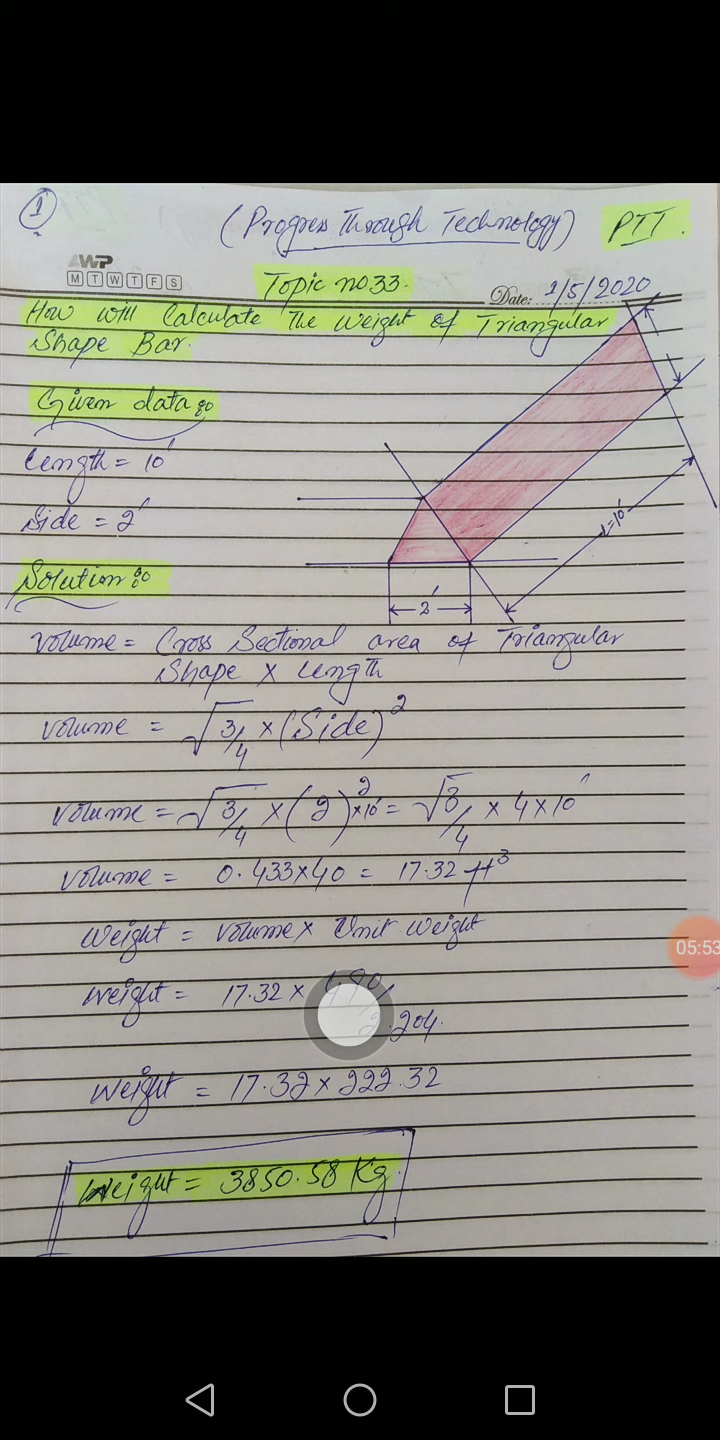 1
(Progress Through Technology) PTT.
AWP
M T W T F S S
Topic no 33.
Date: 1/5/2020
How will Calculate The Weight of Triangular
Shape Bar.
Given data:
Length = 10'
Side = 2'
L=10'
2'
Solution:
Volume = Cross Sectional area of Triangular
Shape × Length
Volume = √3/4 × (Side)²
Volume = √3/4 × (2)² × 10' = √3/4 × 4 × 10'
Volume = 0.433×40 = 17.32 ft³
Weight = Volume × Unit Weight
Weight = 17.32 × 490/
2.204.
05:53
Weight = 17.32 × 222.32
Weight = 3850.58 Kg.